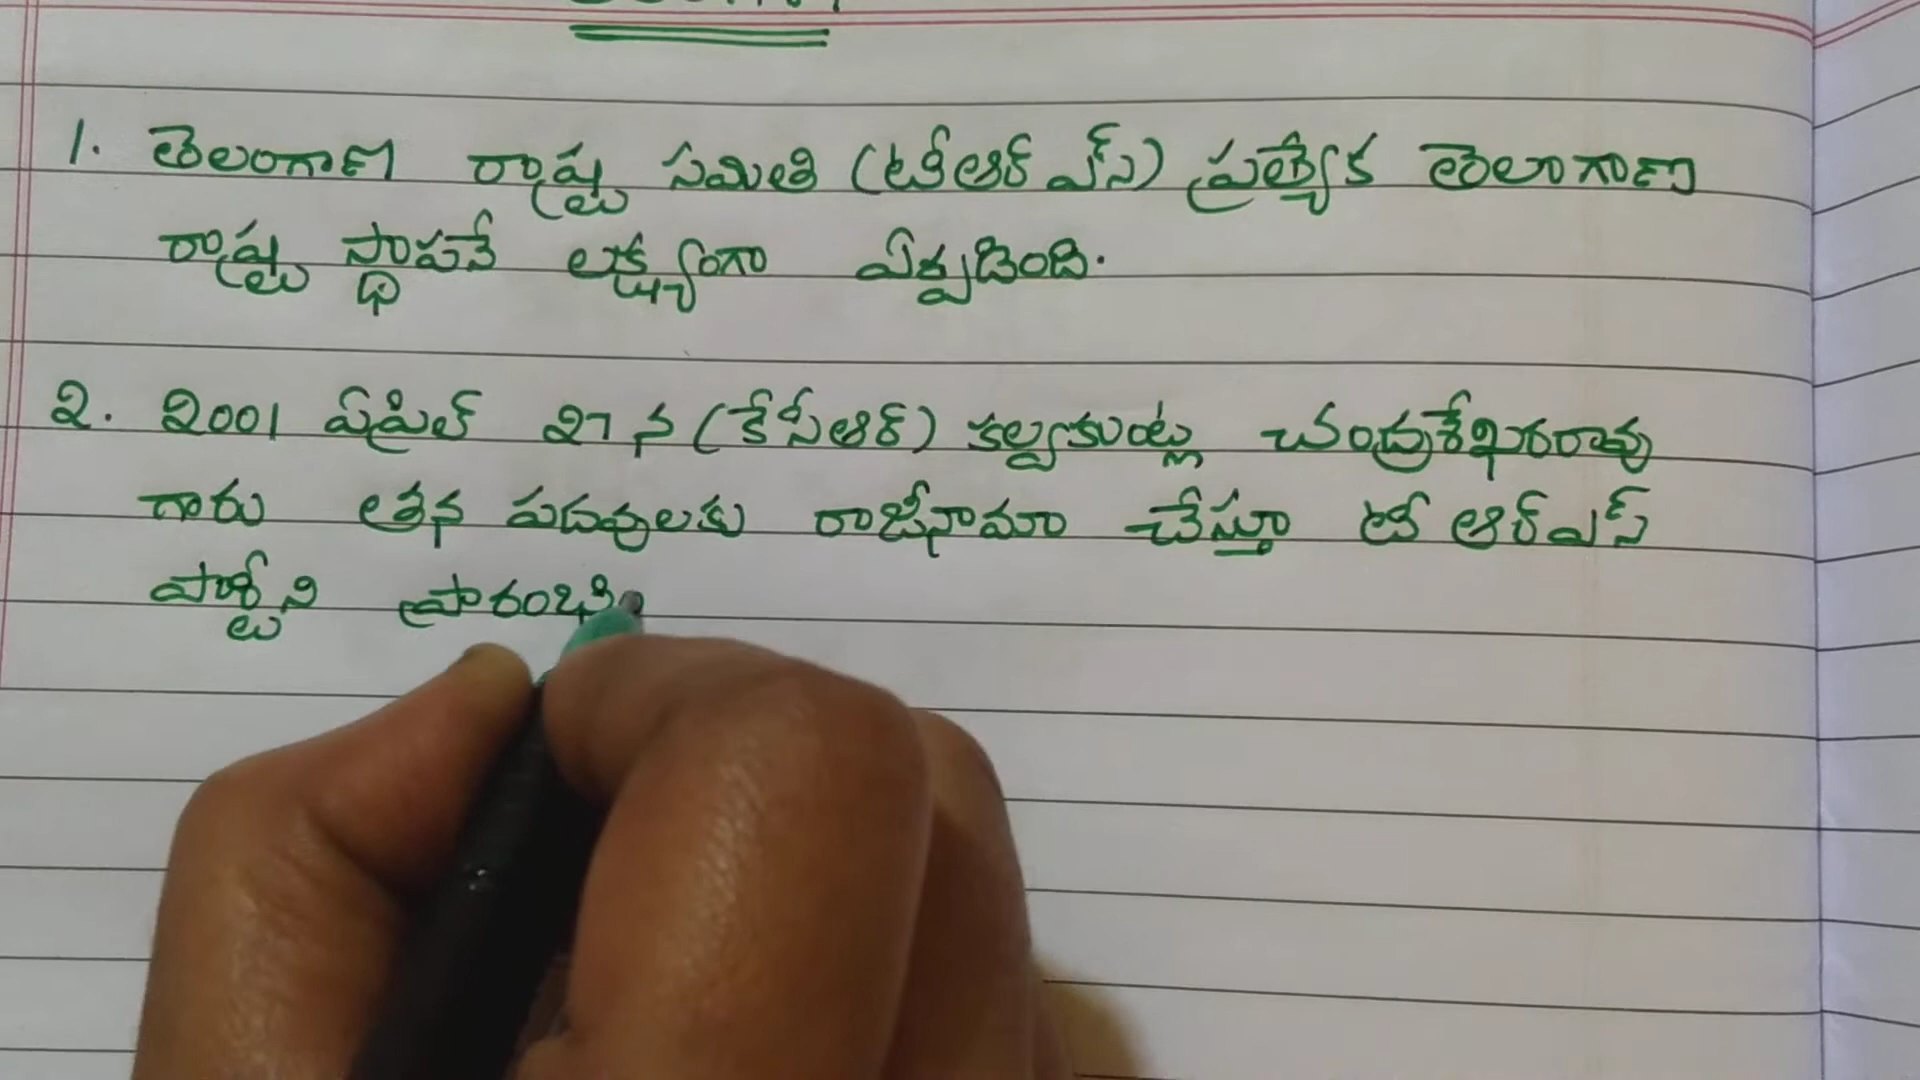 1. తెలంగాణ రాష్ట్ర సమితి (టీఆర్ఎస్) ప్రత్యేక తెలంగాణ
రాష్ట్ర స్థాపనే లక్ష్యంగా ఏర్పడింది.
2. 2001 ఏప్రిల్ 27 న (కేసీఆర్) కల్వకుంట్ల చంద్రశేఖరరావు
గారు తన పదవులకు రాజీనామా చేస్తూ టీఆర్ఎస్
పార్టీని ప్రారంభి